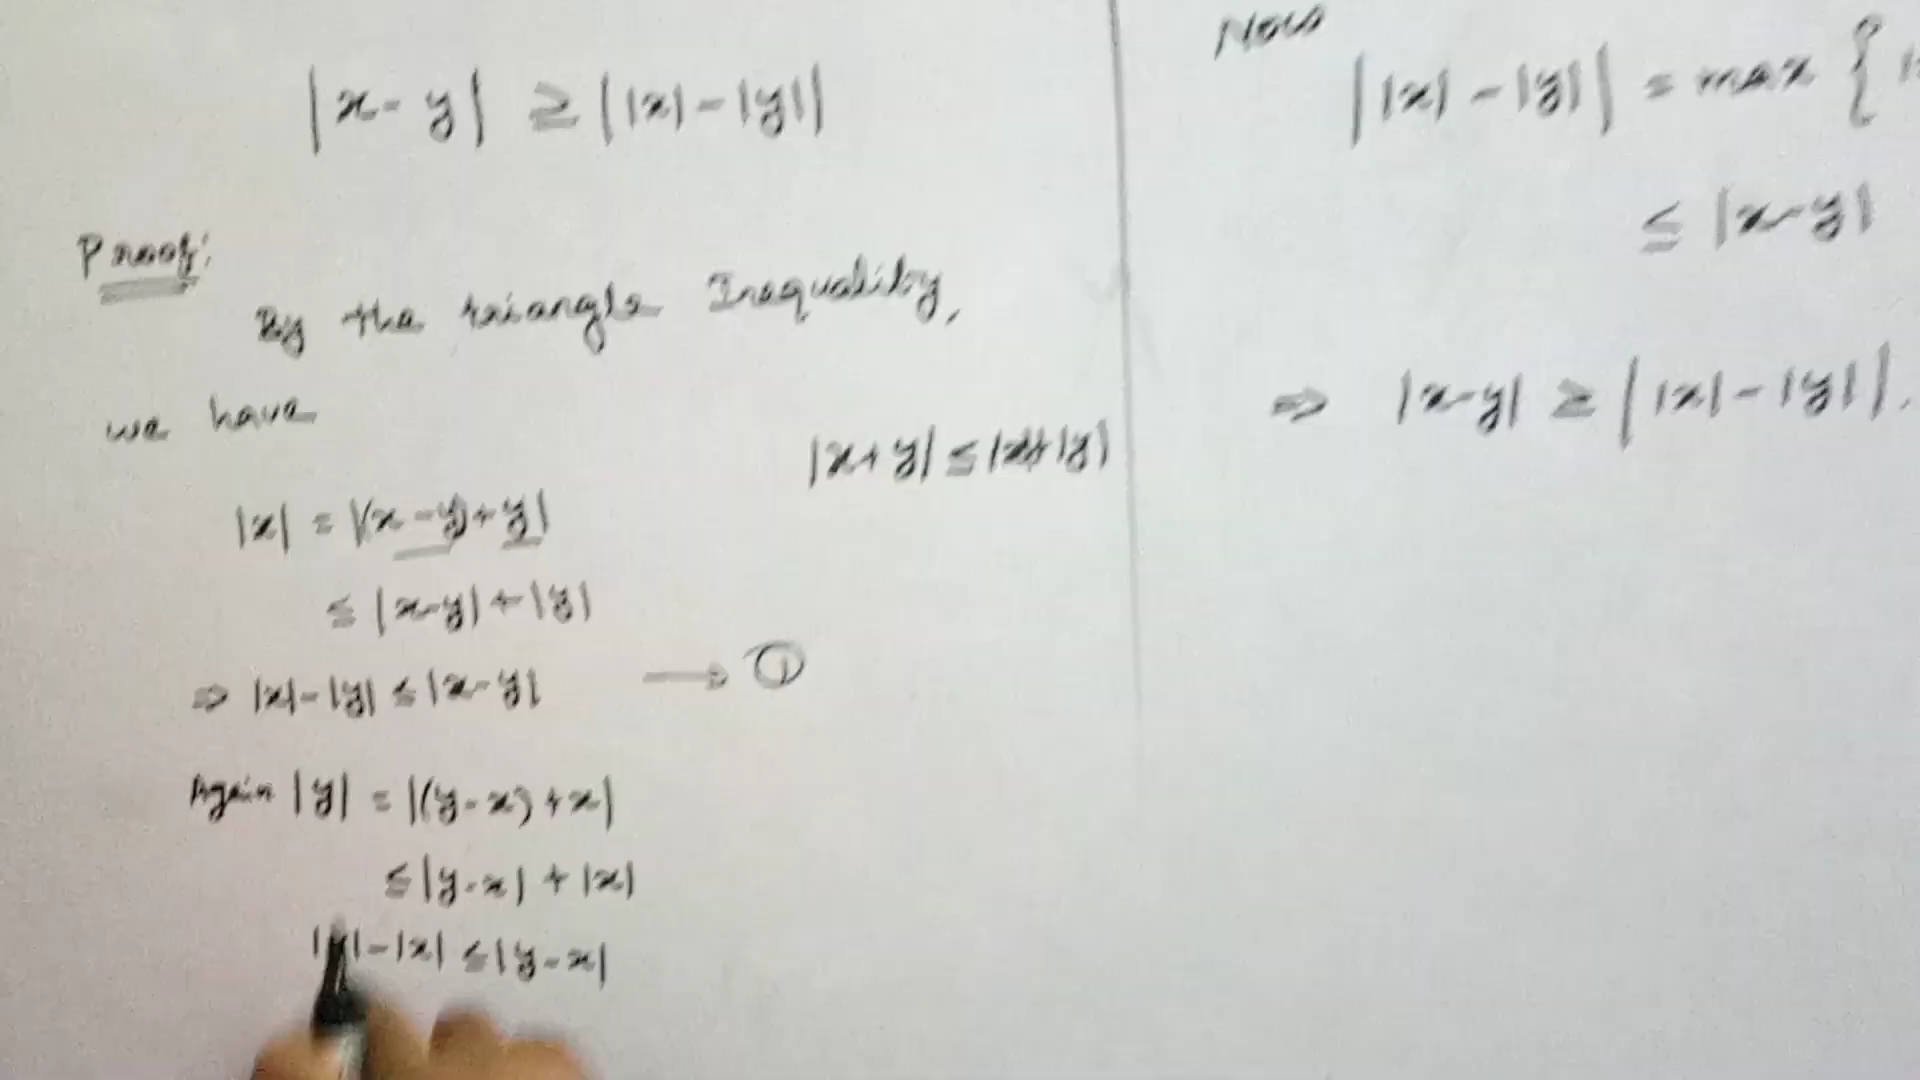 |x - y| ≥ ||x| - |y||
Proof:
By the triangle Inequality,
we have
|x+y| ≤ |x|+|y|
|x| = |(x-y)+y|
≤ |x-y|+|y|
⇒ |x|-|y| ≤ |x-y| → ①
Again |y| = |(y-x)+x|
≤ |y-x| + |x|
|y|-|x| ≤ |y-x|
Now
||x|-|y|| = max {
≤ |x-y|
⇒ |x-y| ≥ ||x|-|y||.